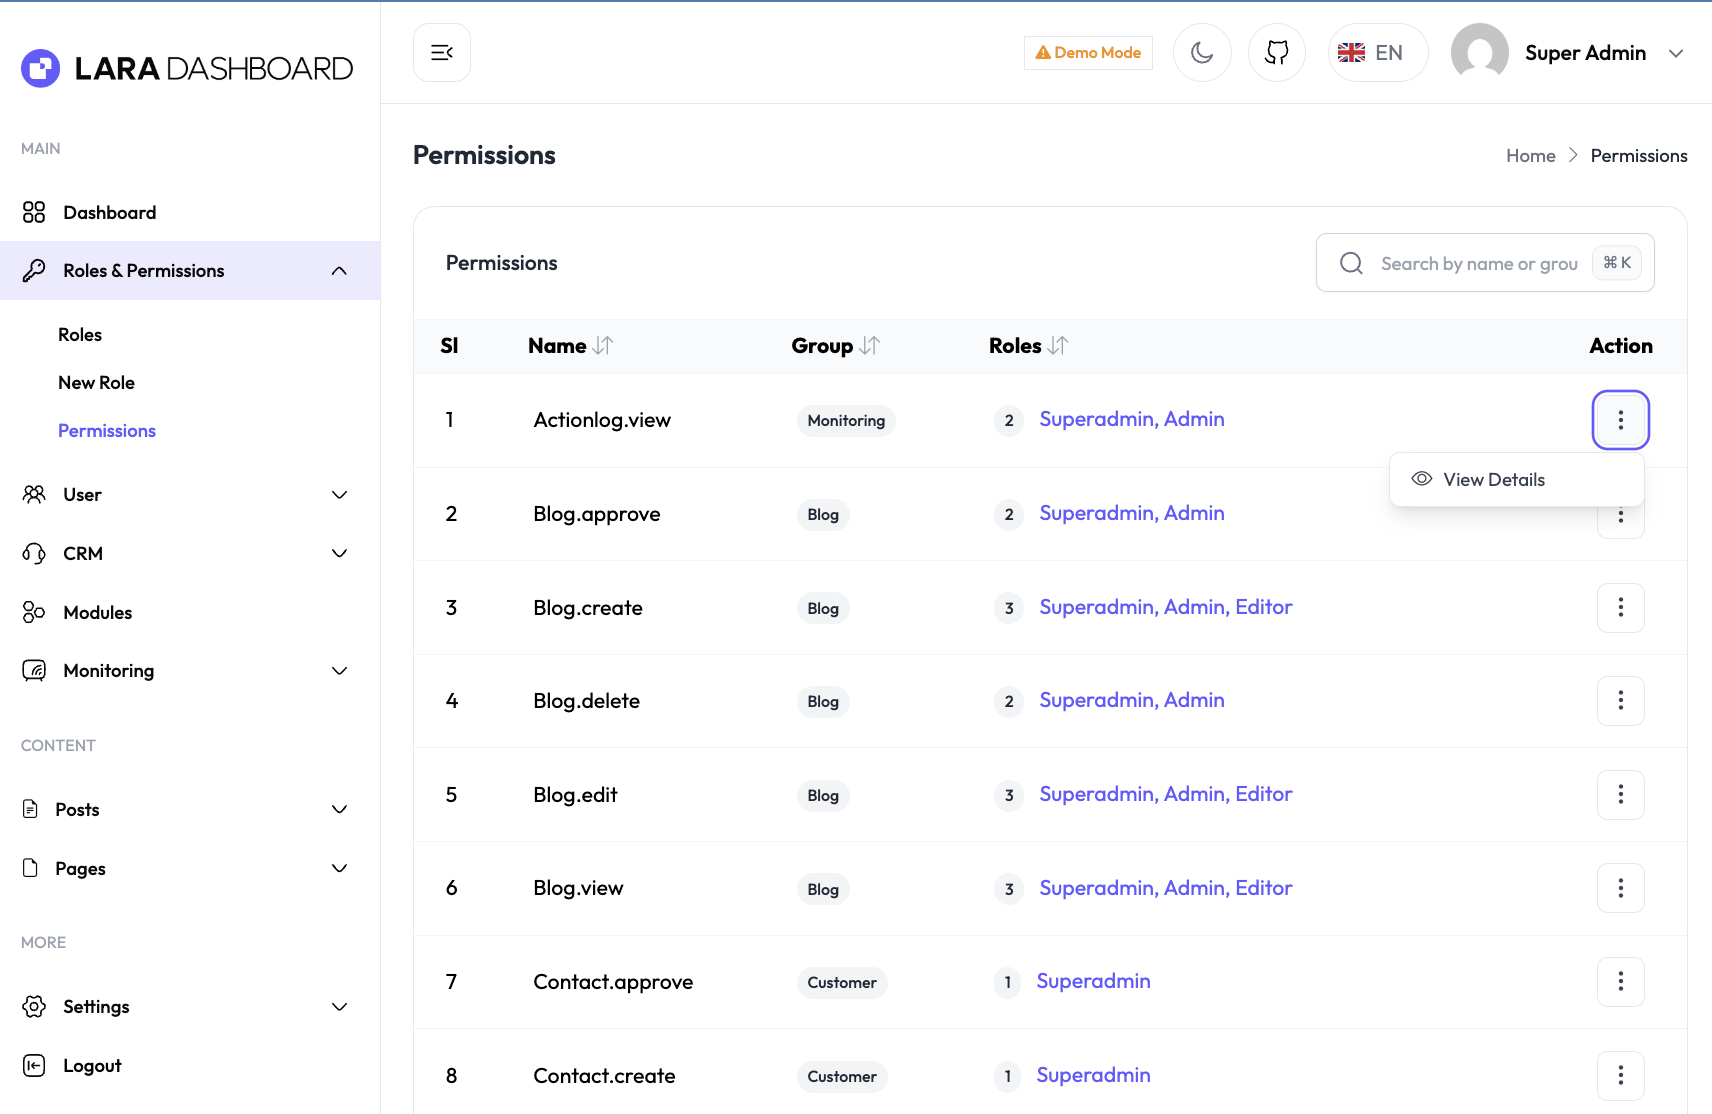 LARA DASHBOARD
MAIN
Dashboard
Roles & Permissions
Roles
New Role
Permissions
User
CRM
Modules
Monitoring
CONTENT
Posts
Pages
MORE
Settings
Logout
Demo Mode
EN
Super Admin
Permissions
Home > Permissions
Permissions
Search by name or grou
⌘ K
Sl Name Group Roles Action
1 Actionlog.view Monitoring 2 Superadmin, Admin
View Details
2 Blog.approve Blog 2 Superadmin, Admin
3 Blog.create Blog 3 Superadmin, Admin, Editor
4 Blog.delete Blog 2 Superadmin, Admin
5 Blog.edit Blog 3 Superadmin, Admin, Editor
6 Blog.view Blog 3 Superadmin, Admin, Editor
7 Contact.approve Customer 1 Superadmin
8 Contact.create Customer 1 Superadmin